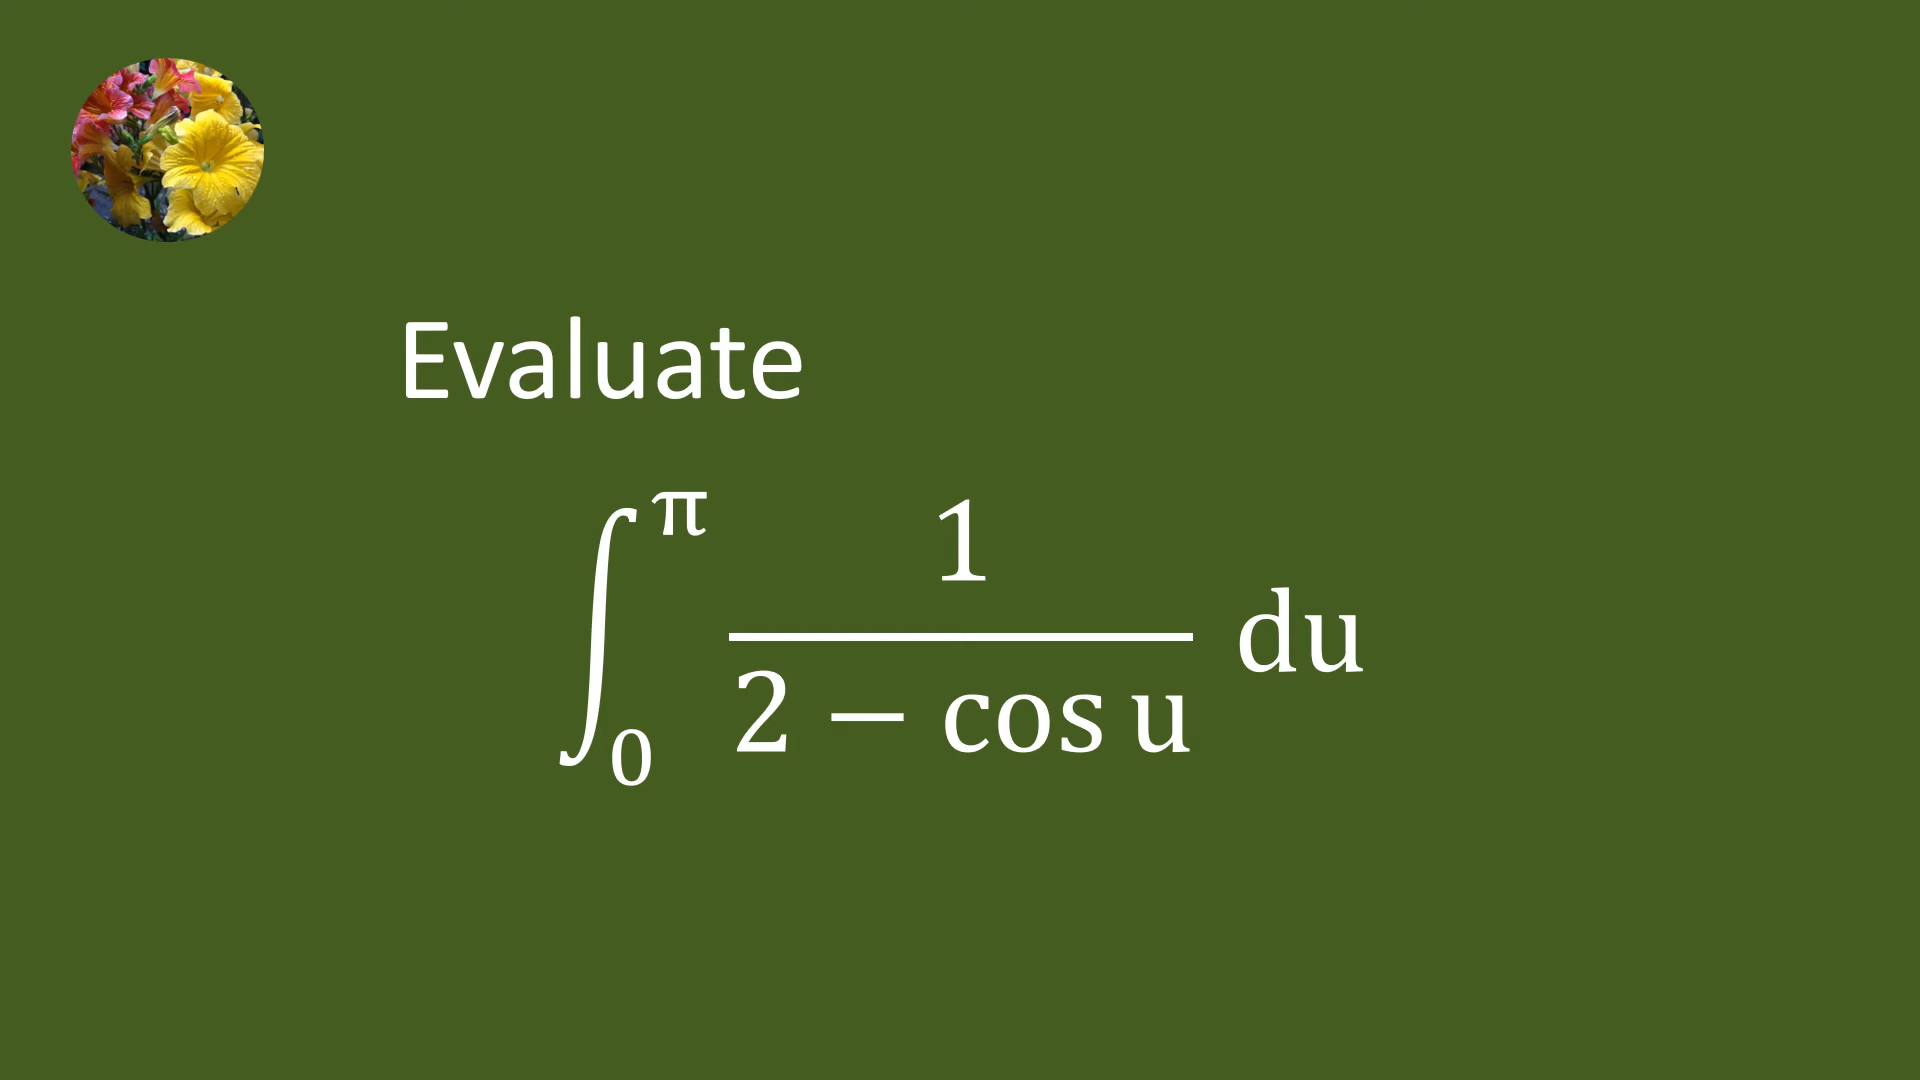 Evaluate
∫₀^π 1/(2 − cos u) du